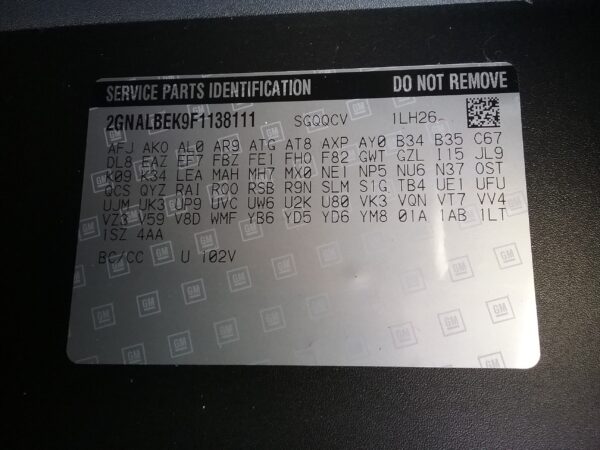 SERVICE PARTS IDENTIFICATION DO NOT REMOVE
2GNALBEK9F1138111 SGQQCV 1LH26
AFJ AKO AL0 AR9 ATG AT8 AXP AY0 B34 B35 C67
DL8 EAZ EF7 FBZ FE1 FHO F82 GWT GZL I15 JL9
K09 K34 LEA MAH MH7 MX0 NE1 NP5 NU6 N37 OST
QCS QYZ RAI ROO RSB R9N SLM S1G TB4 UE1 UFU
UJM UK3 UP9 UVC UW6 U2K U80 VK3 VQN VT7 VV4
VZ3 V59 V8D WMF YB6 YD5 YD6 YM8 01A 1AB 1LT
1SZ 4AA
BC/CC U 102V